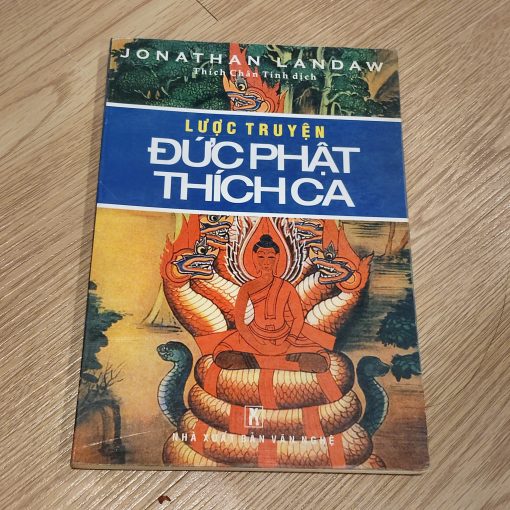 JONATHAN LANDAW
Thích Chân Tính dịch
LƯỢC TRUYỆN
ĐỨC PHẬT
THÍCH CA
NHÀ XUẤT BẢN VĂN NGHỆ